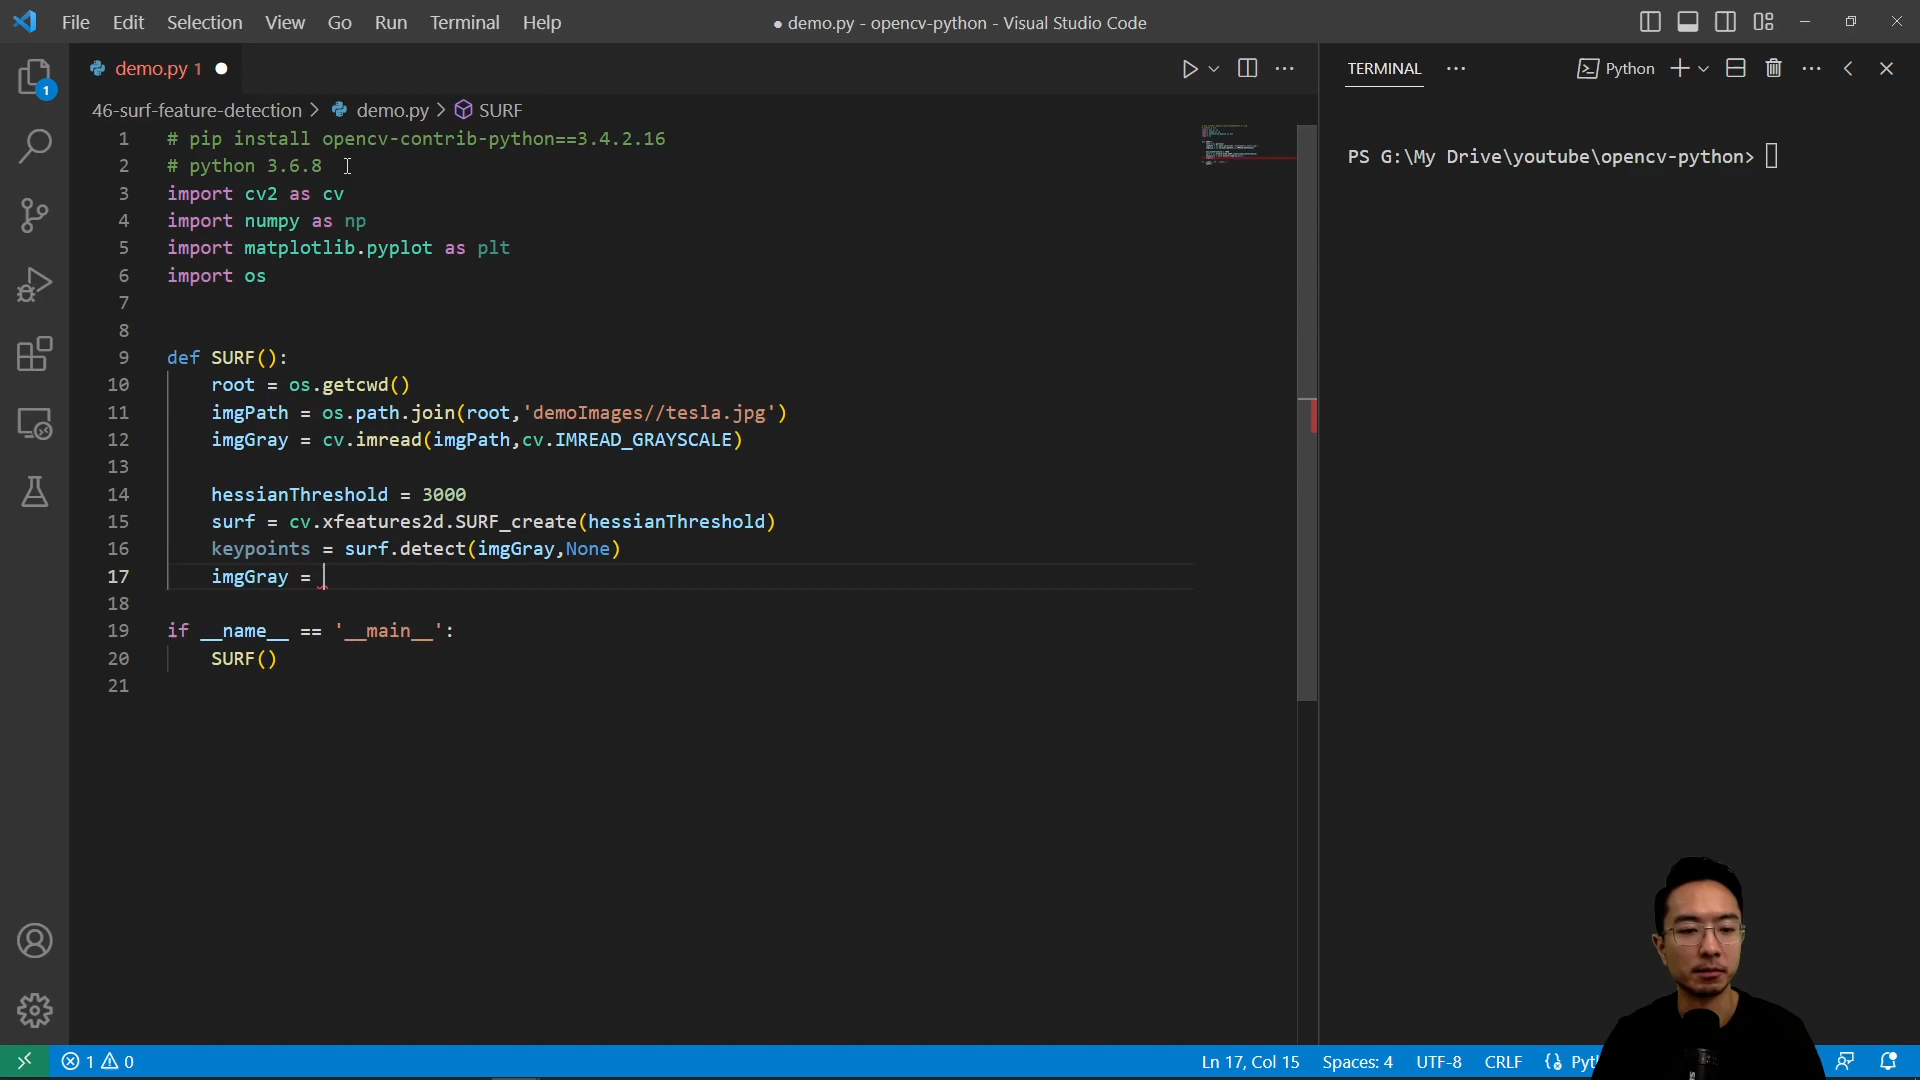 File Edit Selection View Go Run Terminal Help
● demo.py - opencv-python - Visual Studio Code
demo.py 1
TERMINAL
Python
1
46-surf-feature-detection > demo.py > SURF
1 # pip install opencv-contrib-python==3.4.2.16
2 # python 3.6.8
3 import cv2 as cv
4 import numpy as np
5 import matplotlib.pyplot as plt
6 import os
7
8
9 def SURF():
10 root = os.getcwd()
11 imgPath = os.path.join(root,'demoImages//tesla.jpg')
12 imgGray = cv.imread(imgPath,cv.IMREAD_GRAYSCALE)
13
14 hessianThreshold = 3000
15 surf = cv.xfeatures2d.SURF_create(hessianThreshold)
16 keypoints = surf.detect(imgGray,None)
17 imgGray =
18
19 if __name__ == '__main__':
20 SURF()
21
PS G:\My Drive\youtube\opencv-python>
1 0
Ln 17, Col 15 Spaces: 4 UTF-8 CRLF